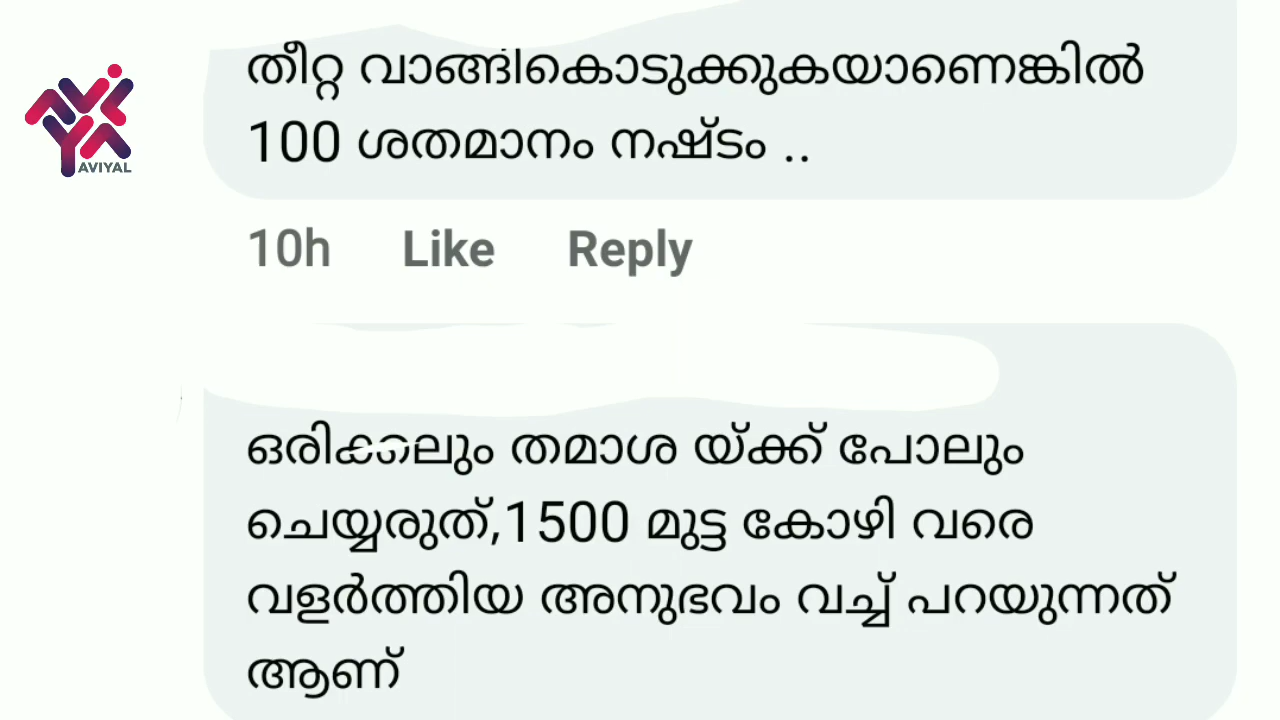 തീറ്റ വാങ്ങികൊടുക്കുകയാണെങ്കിൽ
100 ശതമാനം നഷ്ടം ..
AVIYAL
10h Like Reply
ഒരിക്കലും തമാശ യ്ക്ക് പോലും
ചെയ്യരുത്,1500 മുട്ട കോഴി വരെ
വളർത്തിയ അനുഭവം വച്ച് പറയുന്നത്
ആണ്